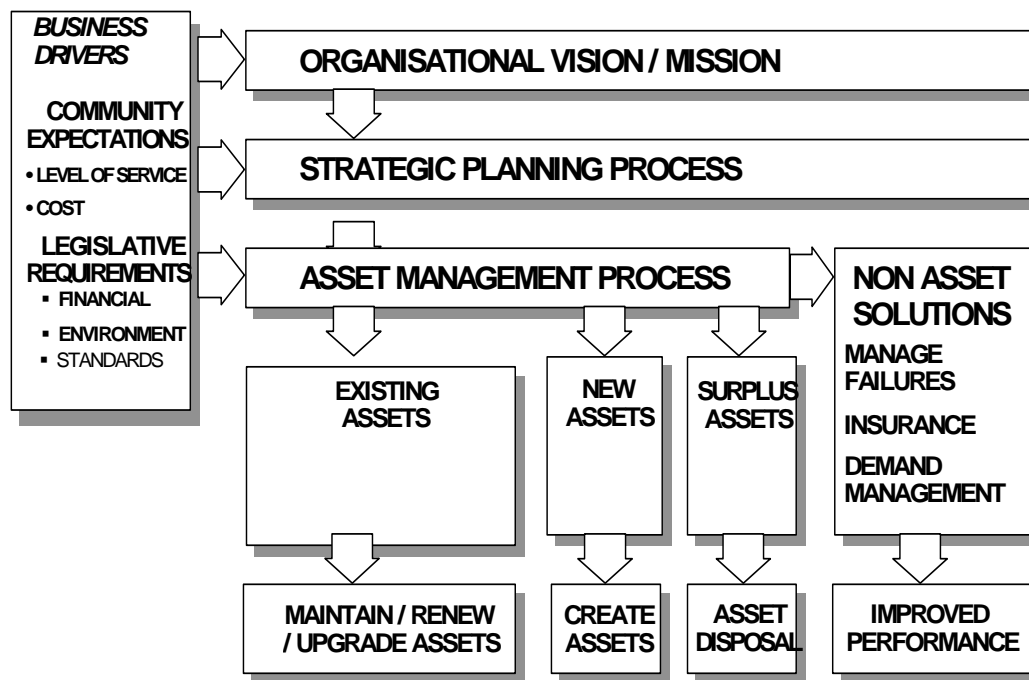 BUSINESS
DRIVERS
COMMUNITY
EXPECTATIONS
• LEVEL OF SERVICE
• COST
LEGISLATIVE
REQUIREMENTS
▪ FINANCIAL
▪ ENVIRONMENT
▪ STANDARDS
ORGANISATIONAL VISION / MISSION
STRATEGIC PLANNING PROCESS
ASSET MANAGEMENT PROCESS
NON ASSET
SOLUTIONS
MANAGE
FAILURES
INSURANCE
DEMAND
MANAGEMENT
EXISTING
ASSETS
NEW
ASSETS
SURPLUS
ASSETS
MAINTAIN / RENEW
/ UPGRADE ASSETS
CREATE
ASSETS
ASSET
DISPOSAL
IMPROVED
PERFORMANCE